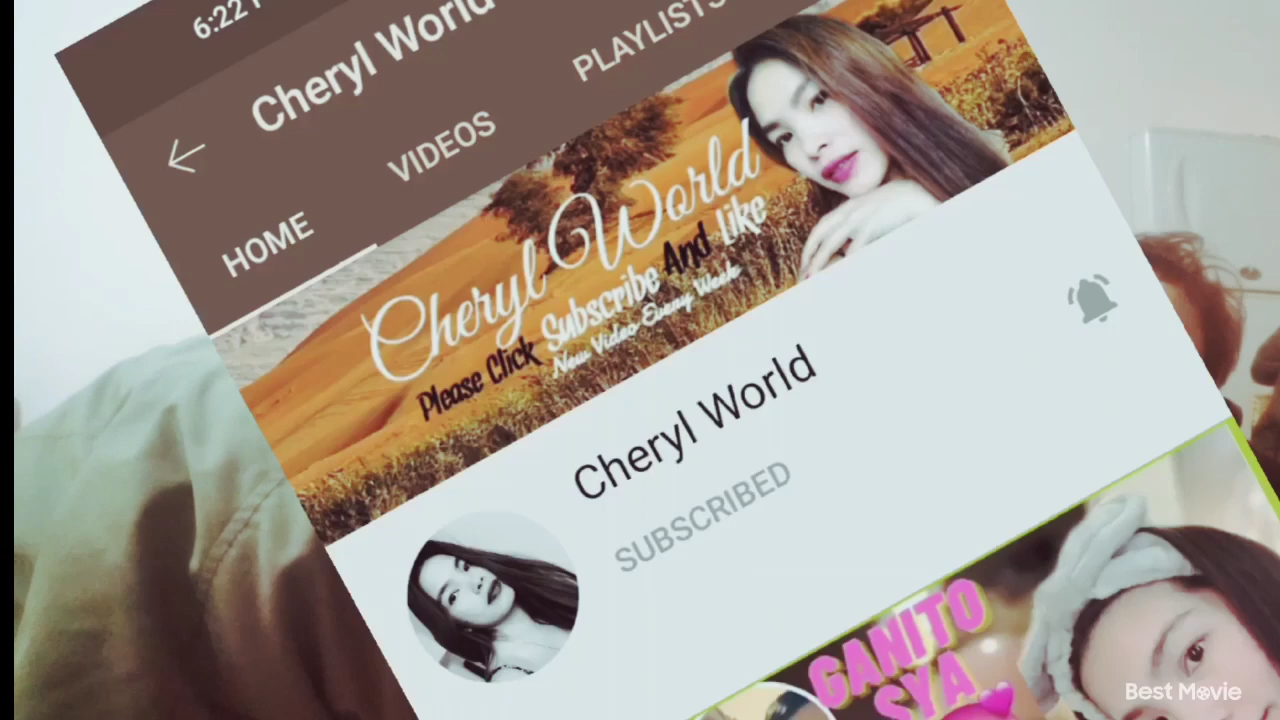 6:22
Cheryl World
HOME
VIDEOS
PLAYLISTS
Cheryl World
Please Click Subscribe And Like
New Video Every Week
Cheryl World
SUBSCRIBED
GANITO
SYA
Best Movie